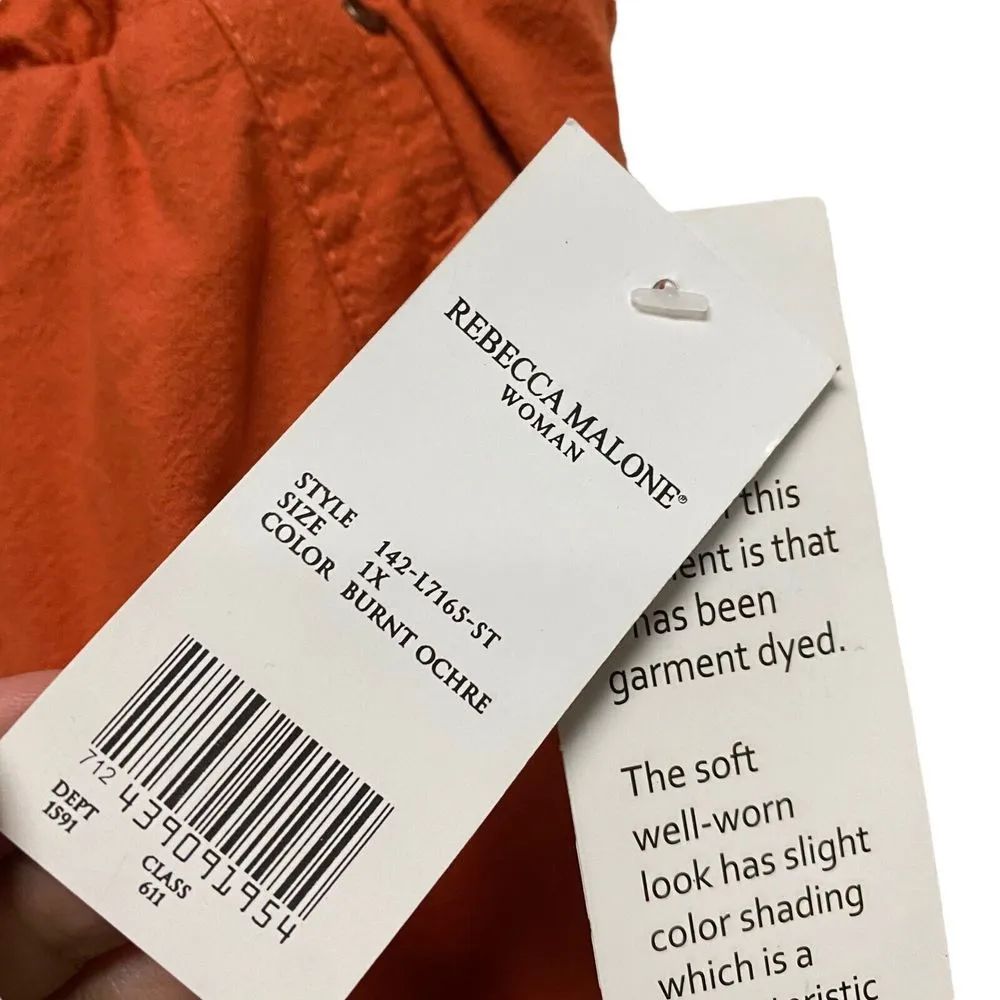 REBECCA MALONE®
WOMAN
STYLE 142-L7165-ST
SIZE 1X
COLOR BURNT OCHRE
712 439091954
DEPT
1591
CLASS
611
this
is that
has been
garment dyed.
The soft
well-worn
look has slight
color shading
which is a